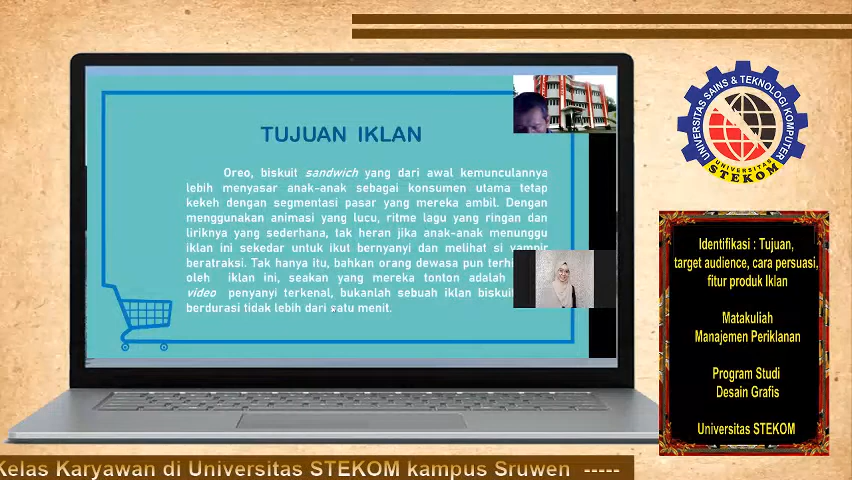 TUJUAN IKLAN
Oreo, biskuit sandwich yang dari awal kemunculannya
lebih menyasar anak-anak sebagai konsumen utama tetap
kekeh dengan segmentasi pasar yang mereka ambil. Dengan
menggunakan animasi yang lucu, ritme lagu yang ringan dan
liriknya yang sederhana, tak heran jika anak-anak menunggu
iklan ini sekedar untuk ikut bernyanyi dan melihat si vampir
beratraksi. Tak hanya itu, bahkan orang dewasa pun
oleh iklan ini, seakan yang mereka tonton adalah
video penyanyi terkenal, bukanlah sebuah iklan
berdurasi tidak lebih dari satu menit.
UNIVERSITAS SAINS & TEKNOLOGI KOMPUTER
UNIVERSITAS
STEKOM
Identifikasi : Tujuan,
target audience, cara persuasi,
fitur produk Iklan
Matakuliah
Manajemen Periklanan
Program Studi
Desain Grafis
Universitas STEKOM
Kelas Karyawan di Universitas STEKOM kampus Sruwen -----